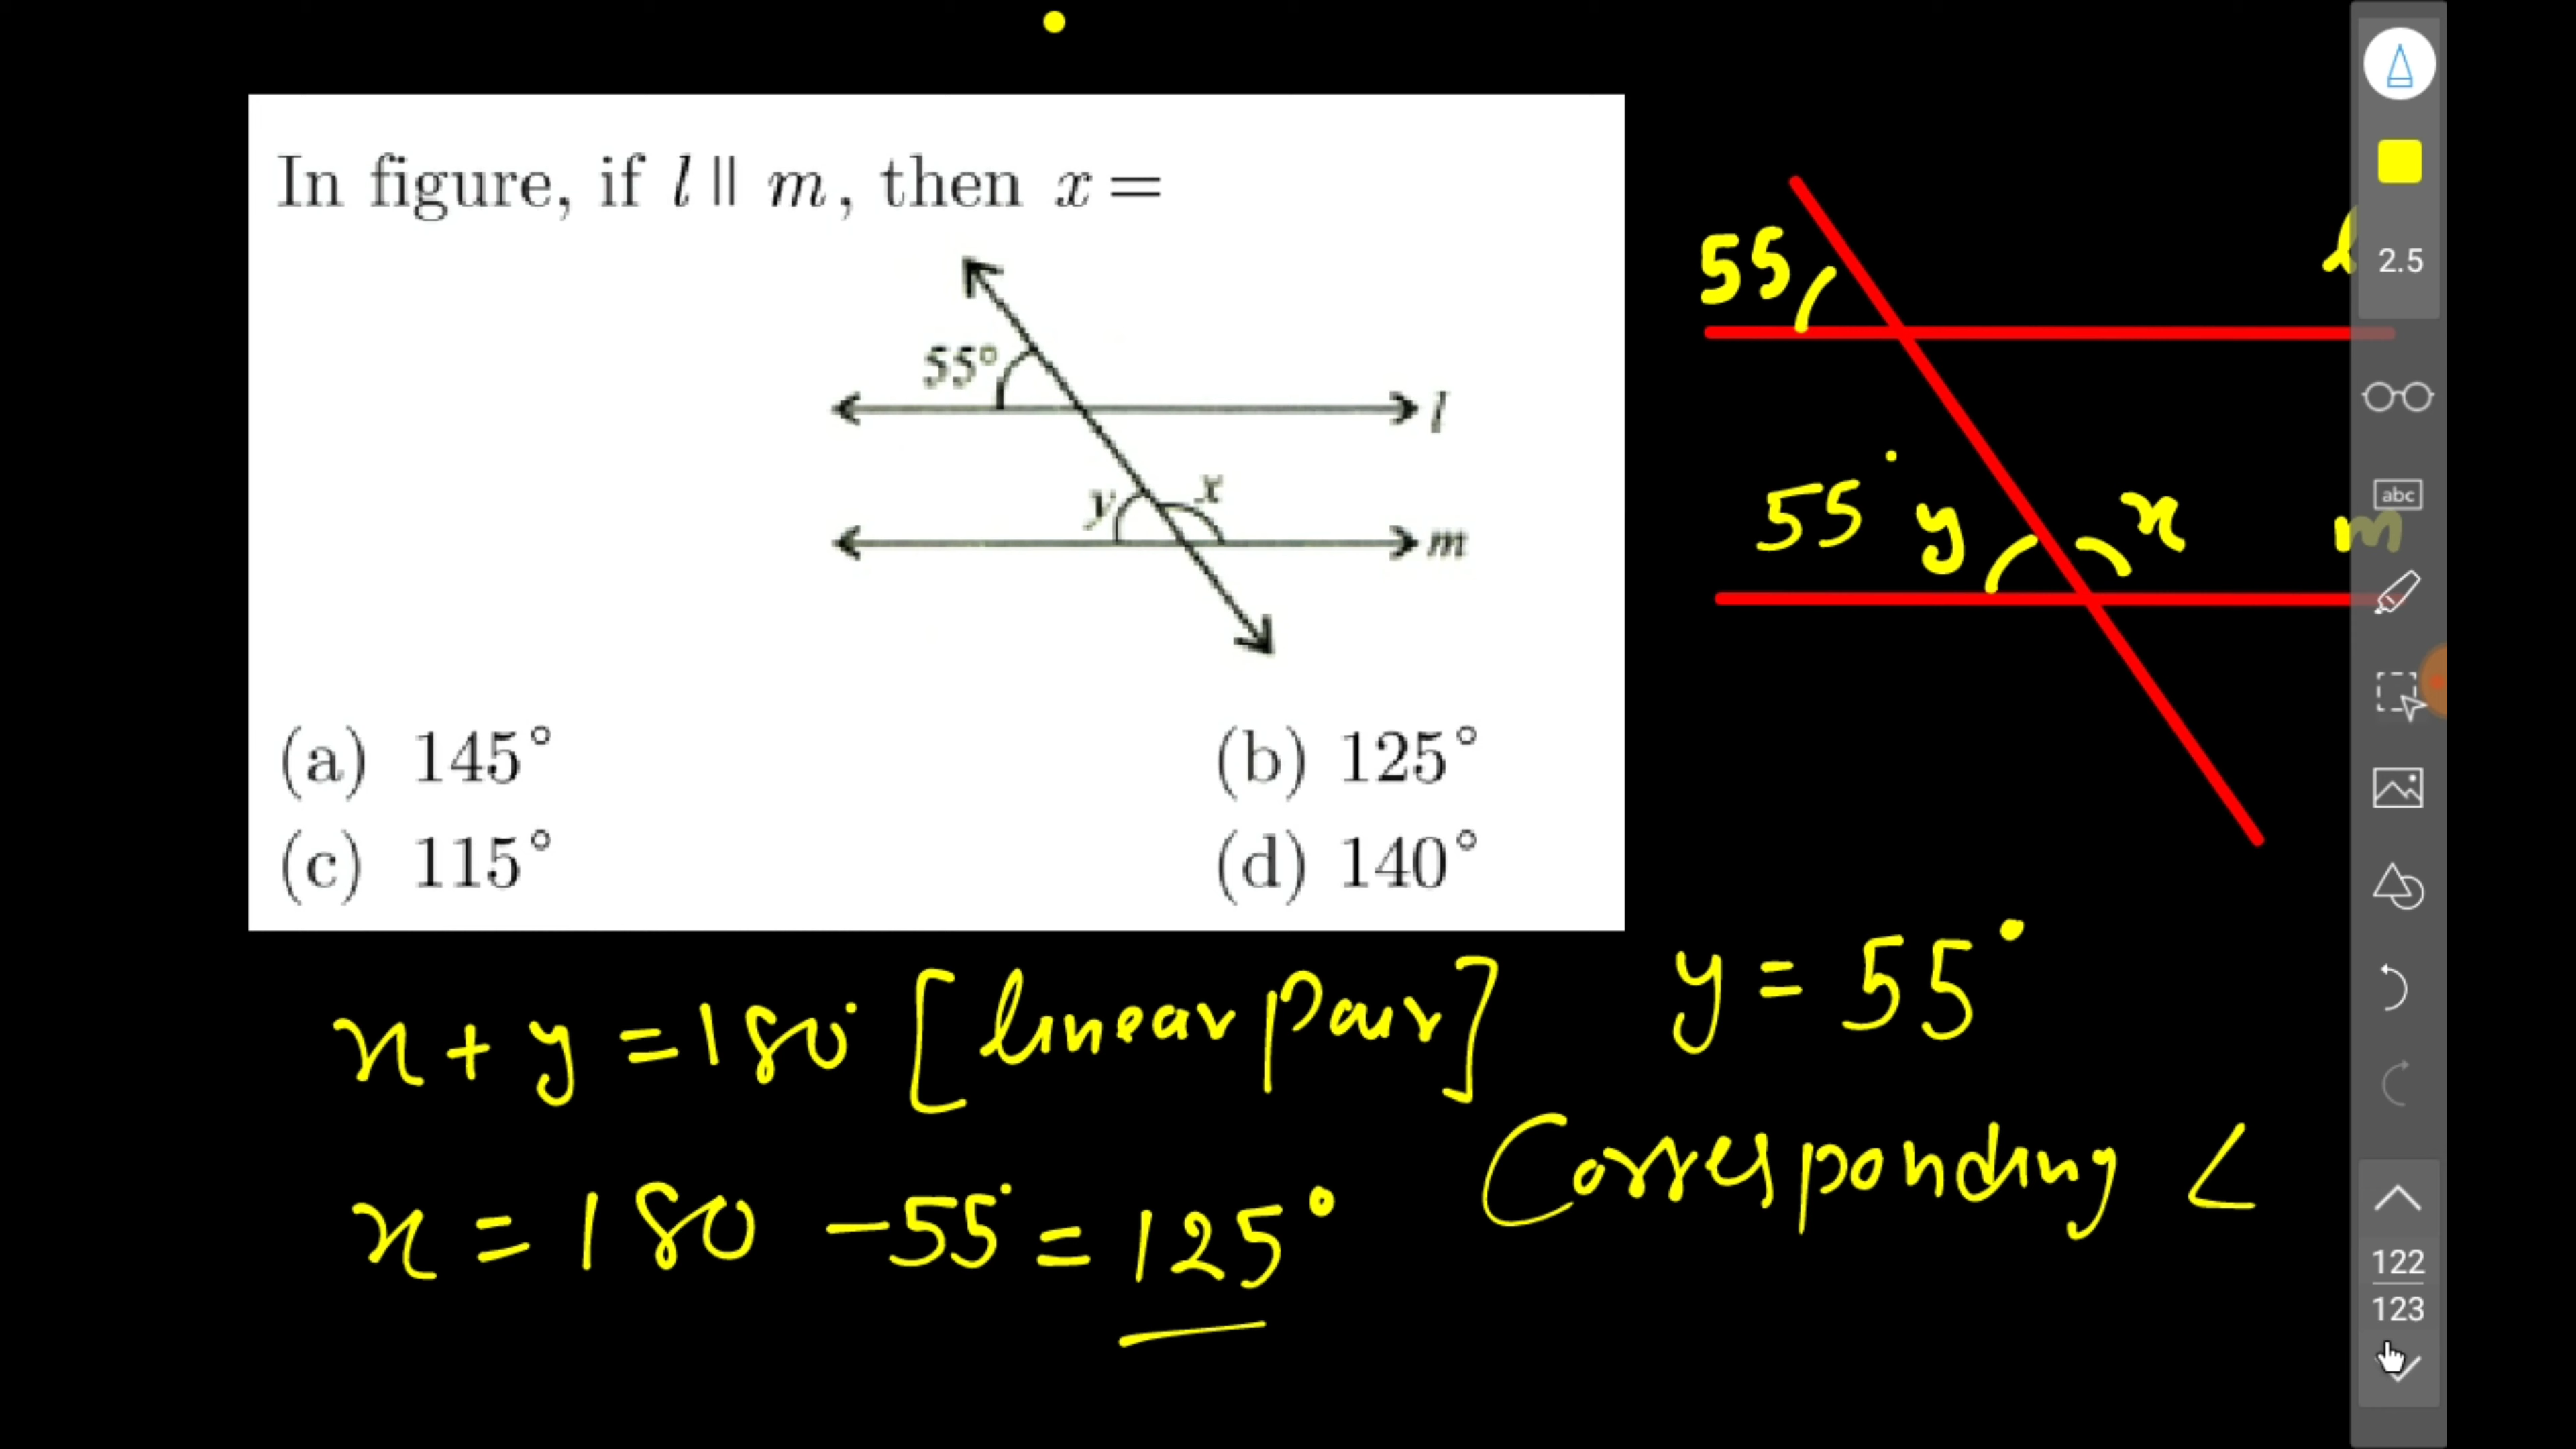 In figure, if l || m, then x =
55°
l
y
x
m
(a) 145°
(b) 125°
(c) 115°
(d) 140°
55
l
55° y
x
m
x + y = 180° [linear pair]
x = 180 - 55° = 125°
y = 55°
Corresponding ∠
2.5
abc
122
123